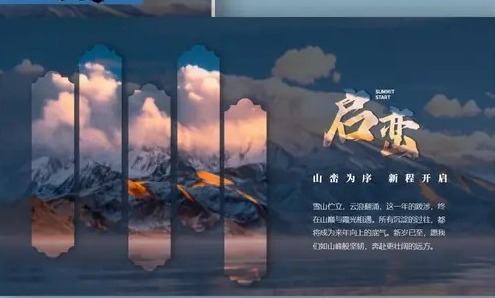 SUMMIT
START
启峦
山峦为序 新程开启
雪山伫立，云浪翻涌，这一年的跋涉，终
在山巅与霞光相遇。所有沉淀的过往，都
将成为来年向上的底气。新岁已至，愿我
们如山峰般坚韧，奔赴更壮阔的远方。